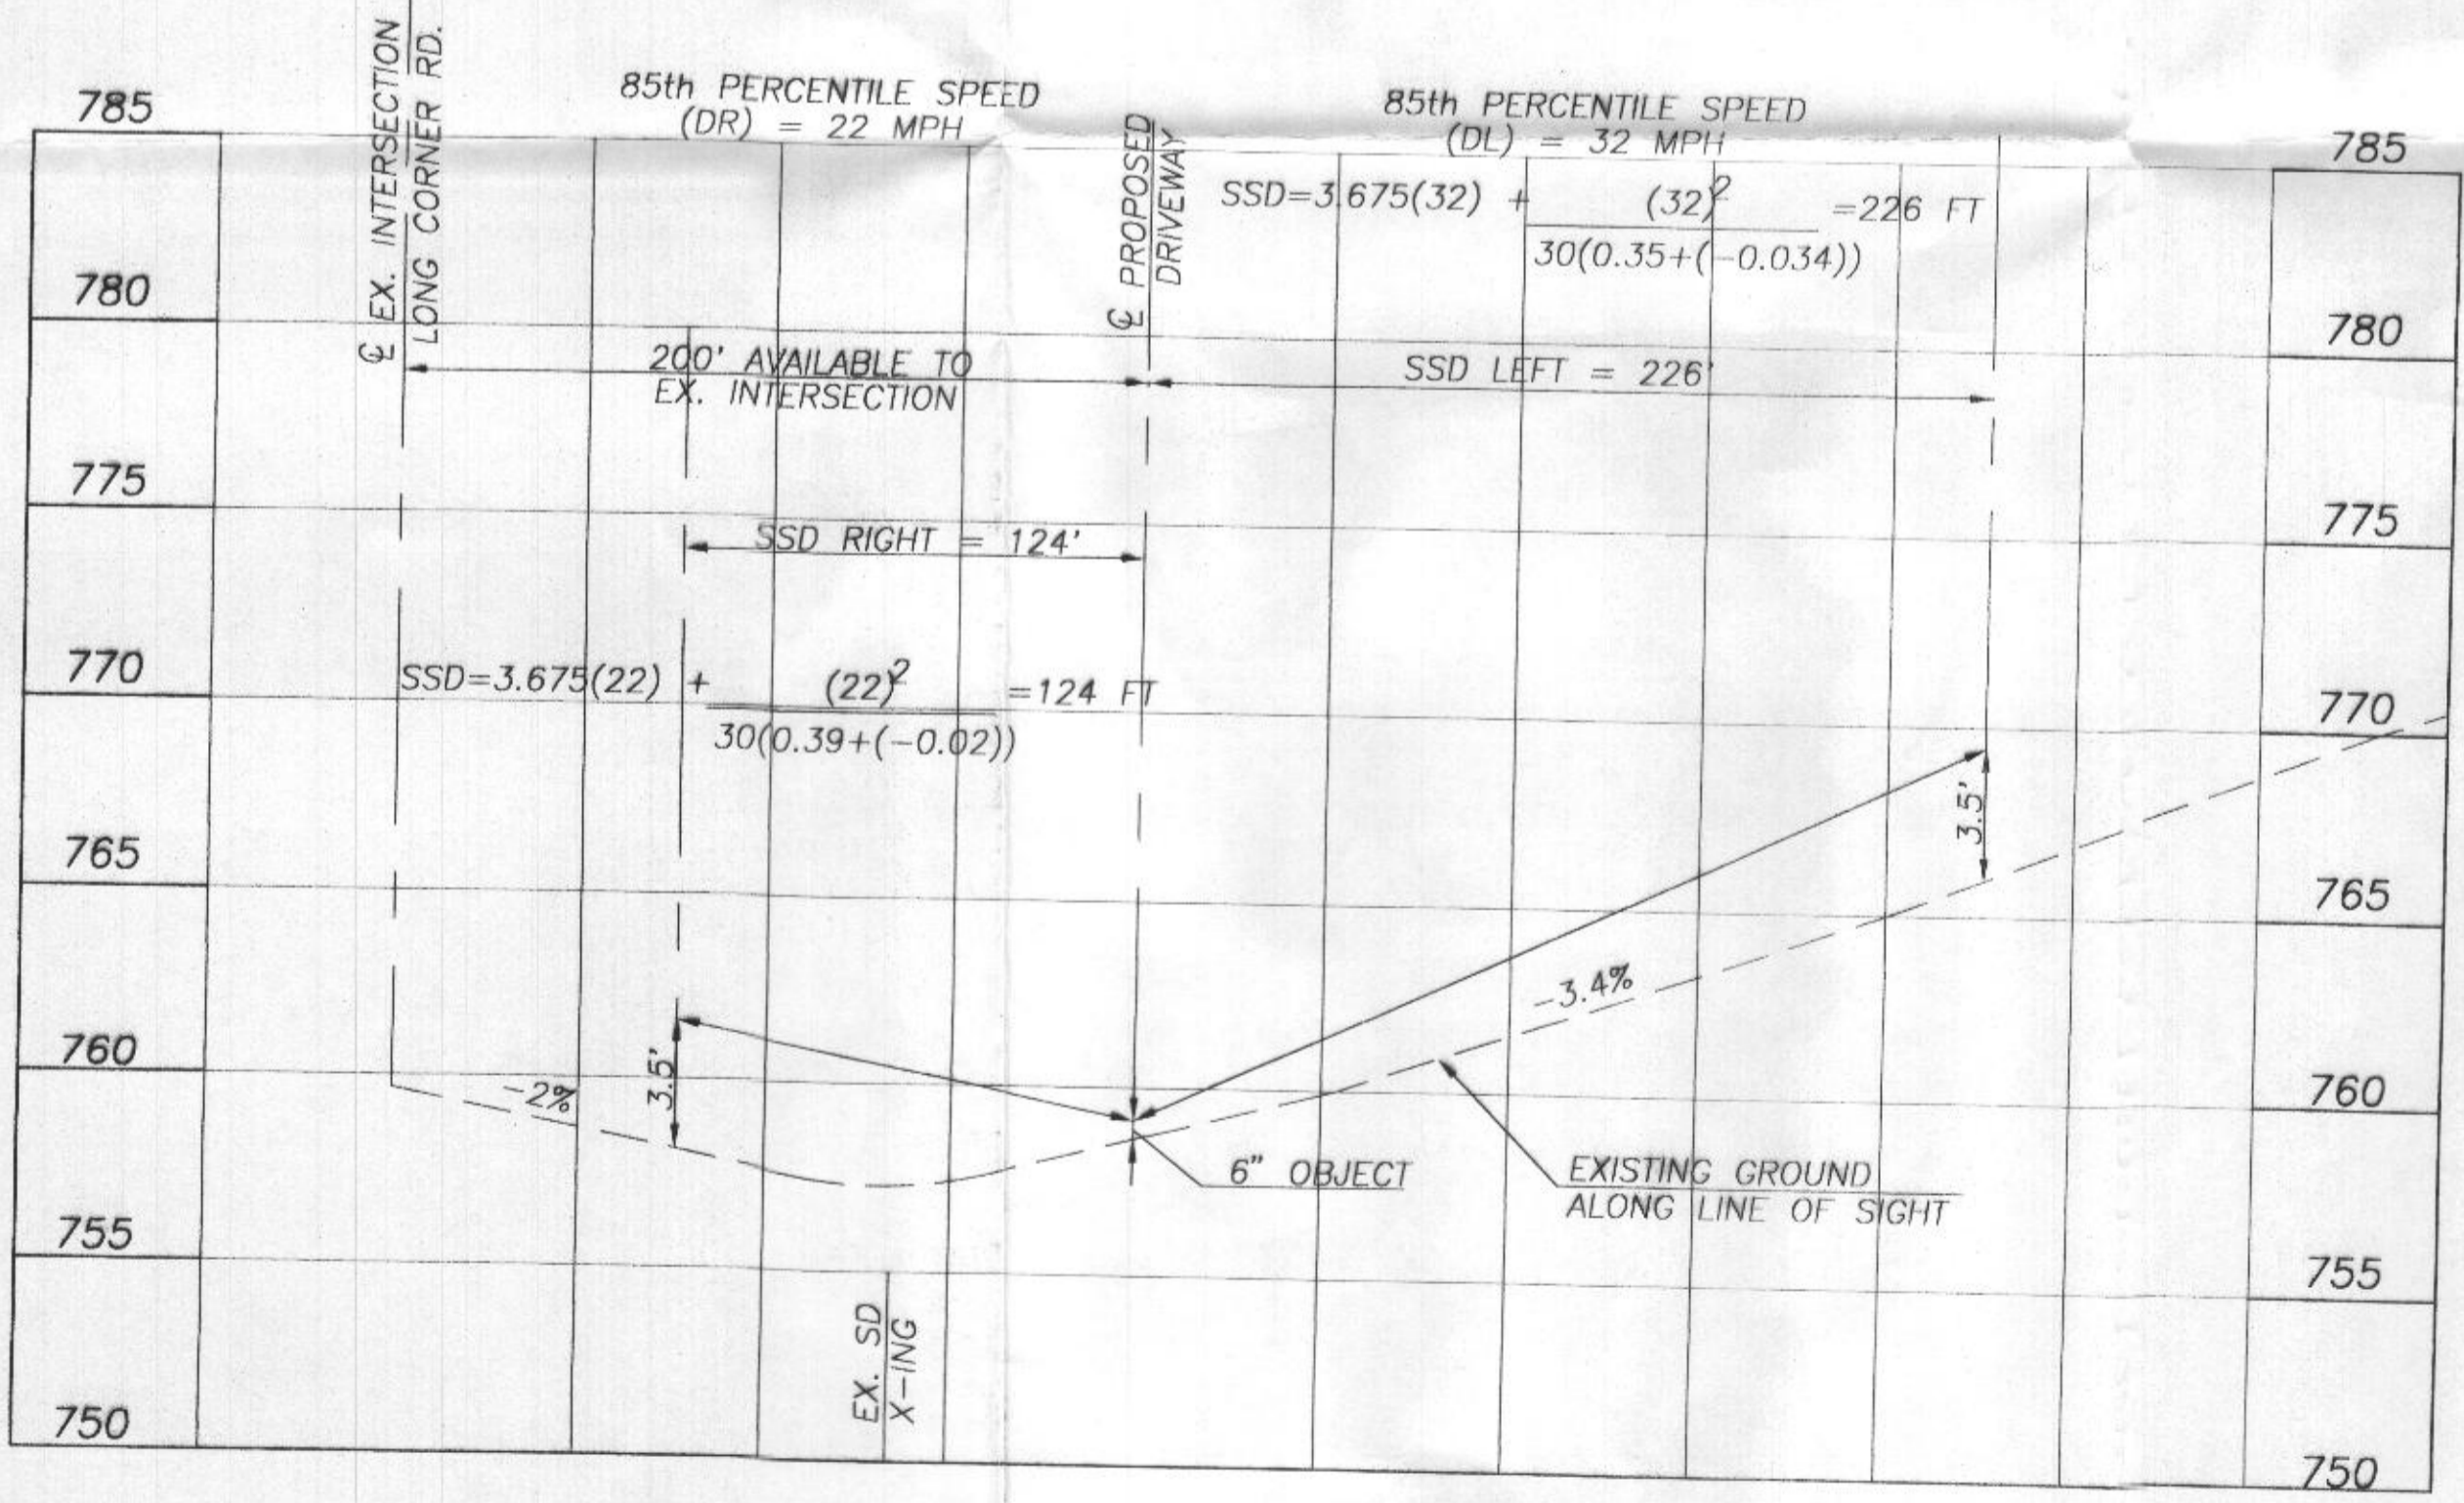 ℄ EX. INTERSECTION
LONG CORNER RD.
85th PERCENTILE SPEED
(DR) = 22 MPH
℄ PROPOSED
DRIVEWAY
85th PERCENTILE SPEED
(DL) = 32 MPH
785
785
SSD=3.675(32) + (32)²
=226 FT
30(0.35+(-0.034))
780
780
200' AVAILABLE TO
EX. INTERSECTION
SSD LEFT = 226'
775
775
SSD RIGHT = 124'
770
770
SSD=3.675(22) + (22)² =124 FT
30(0.39+(-0.02))
765
765
3.5'
-3.4%
760
760
-2%
3.5'
6" OBJECT
EXISTING GROUND
ALONG LINE OF SIGHT
755
755
EX. SD
X-ING
750
750